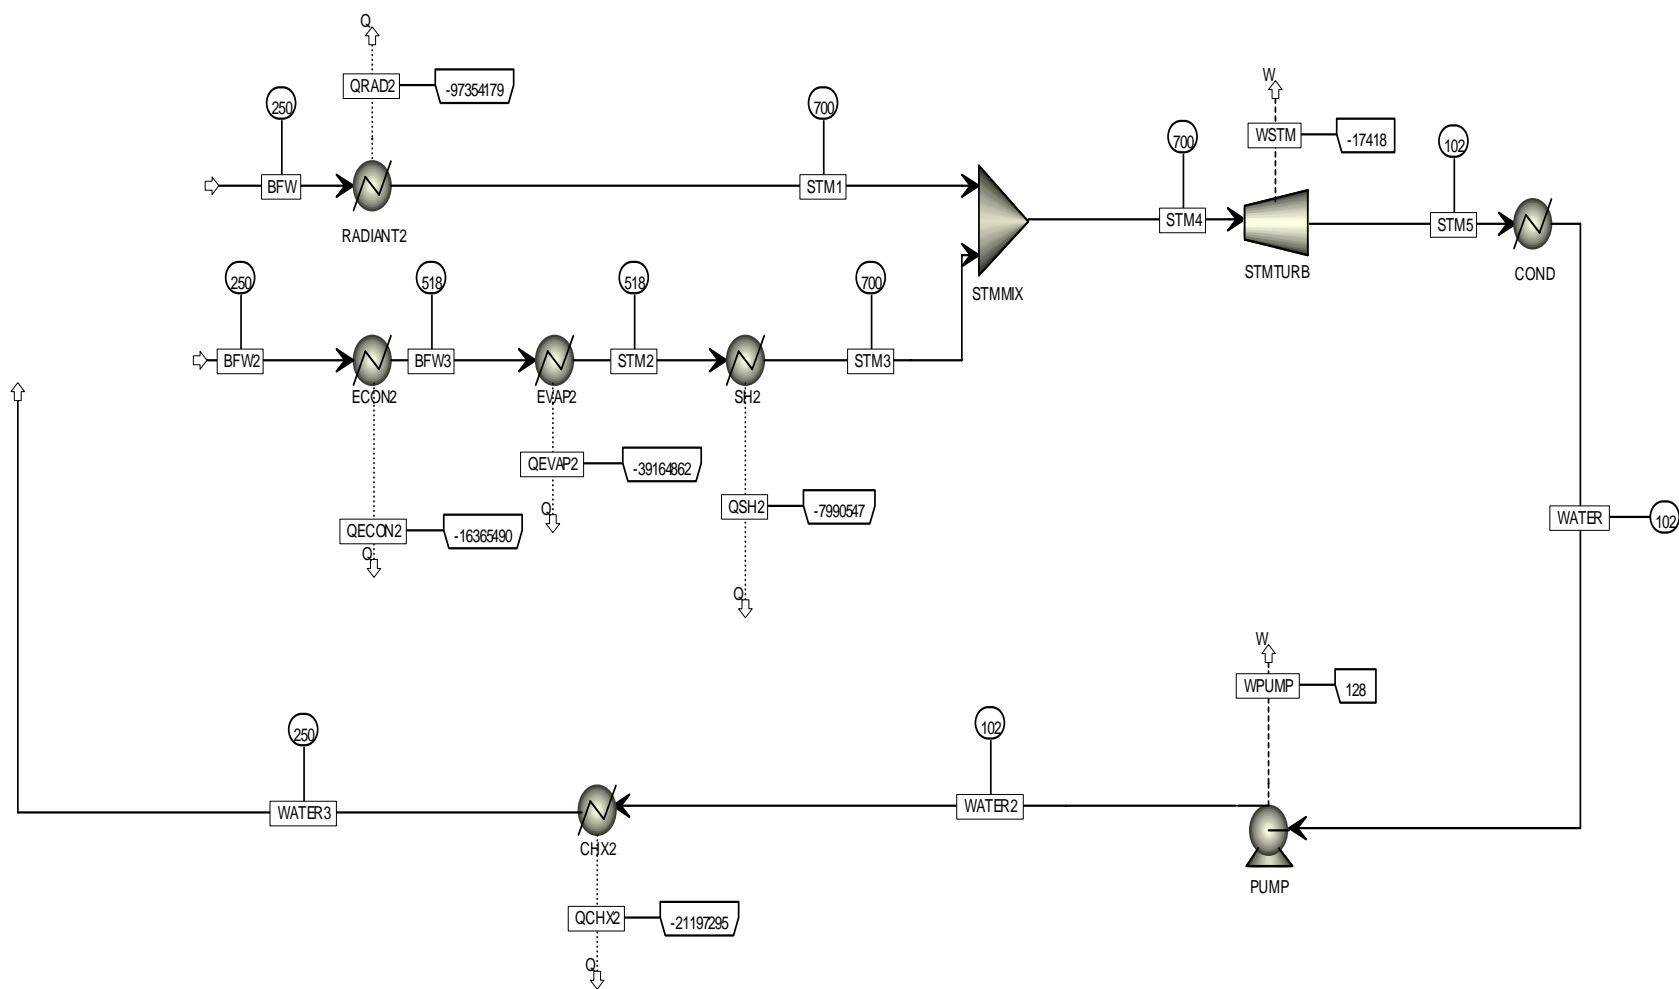 Q
QRAD2
-97354179
250
700
BFW
STM1
RADIANT2
W
WSTM
-17418
700
102
STM4
STM5
STMTURB
COND
STMMIX
250
518
518
700
BFW2
BFW3
STM2
STM3
ECON2
EVAP2
SH2
QEVAP2
-39164862
Q
QSH2
-7990547
QECON2
-16365490
Q
Q
WATER
102
W
WPUMP
128
250
102
WATER3
WATER2
CHX2
PUMP
QCHX2
-21197295
Q